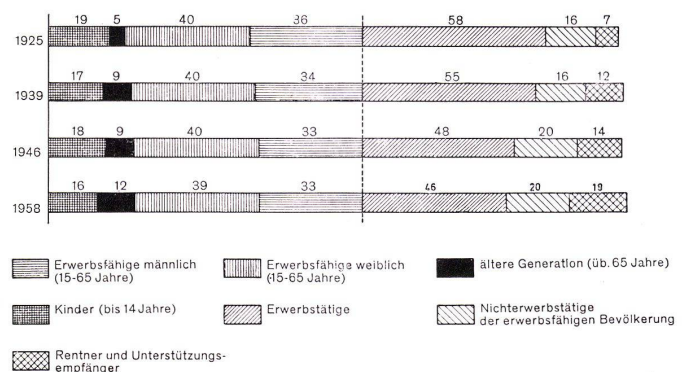 19 5 40 36 58 16 7
1925
17 9 40 34 55 16 12
1939
18 9 40 33 48 20 14
1946
16 12 39 33 46 20 19
1958
Erwerbsfähige männlich
(15-65 Jahre)
Erwerbsfähige weiblich
(15-65 Jahre)
ältere Generation (üb. 65 Jahre)
Kinder (bis 14 Jahre)
Erwerbstätige
Nichterwerbstätige
der erwerbsfähigen Bevölkerung
Rentner und Unterstützungs-
empfänger